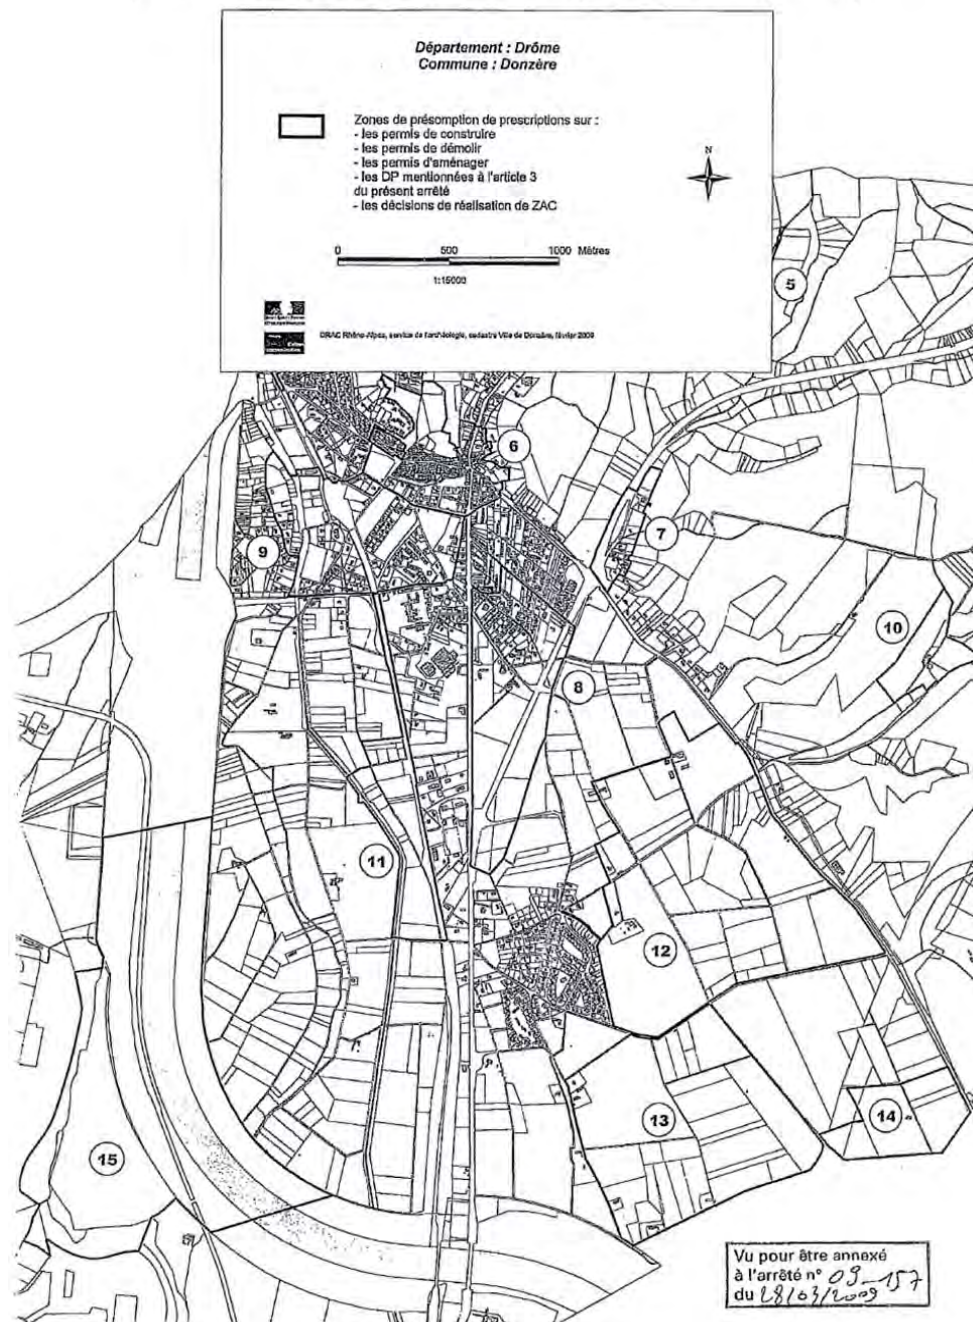 Département : Drôme
Commune : Donzère
Zones de présomption de prescriptions sur :
- les permis de construire
- les permis de démolir
- les permis d'aménager
- les DP mentionnées à l'article 3
du présent arrêté
- les décisions de réalisation de ZAC
N
0 500 1000 Mètres
1:15000
DRAC Rhône-Alpes, service de l'archéologie, cadastre Ville de Donzère, février 2009
5
6
7
9
10
8
11
12
13
14
15
Vu pour être annexé
à l'arrêté n° 09-157
du 28/03/2009